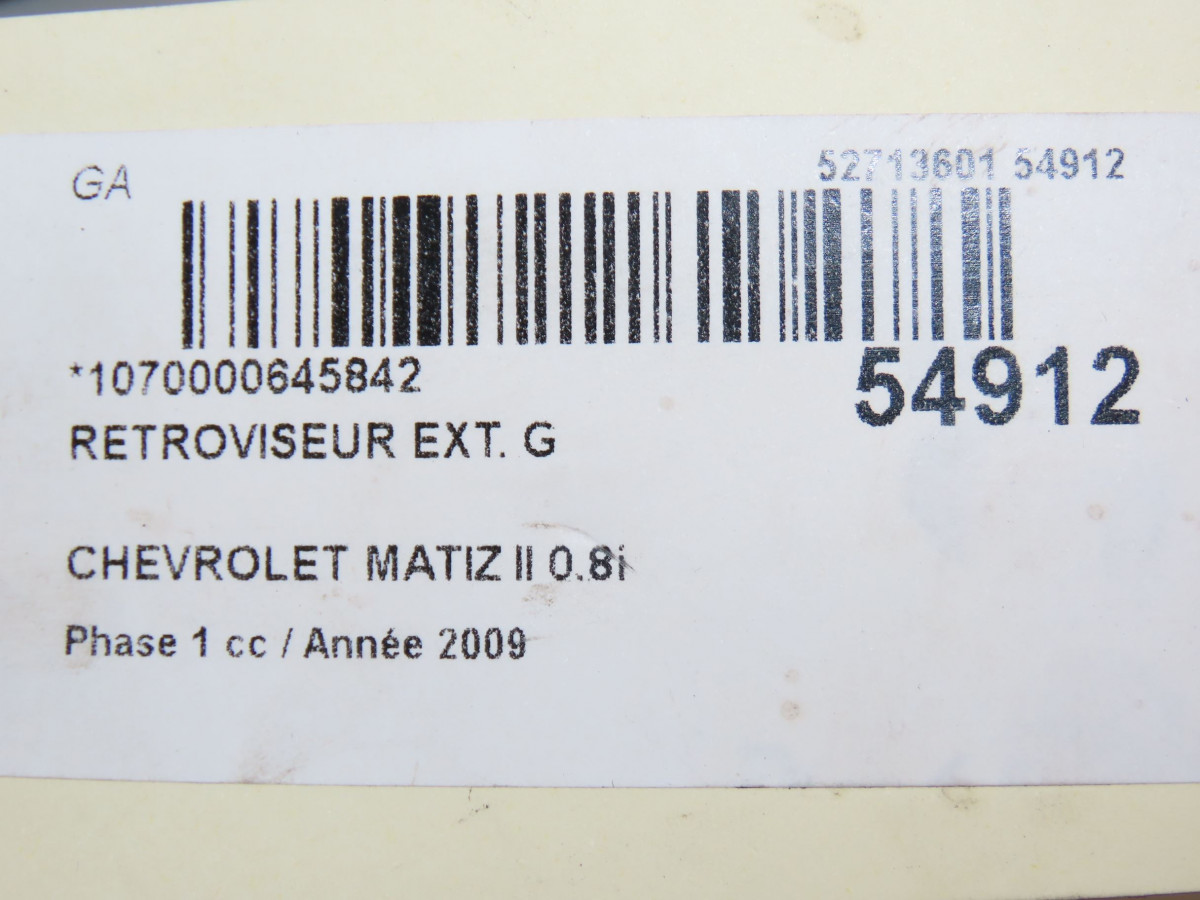 GA
52713601 54912
*1070000645842
54912
RETROVISEUR EXT. G
CHEVROLET MATIZ II 0.8i
Phase 1 cc / Année 2009